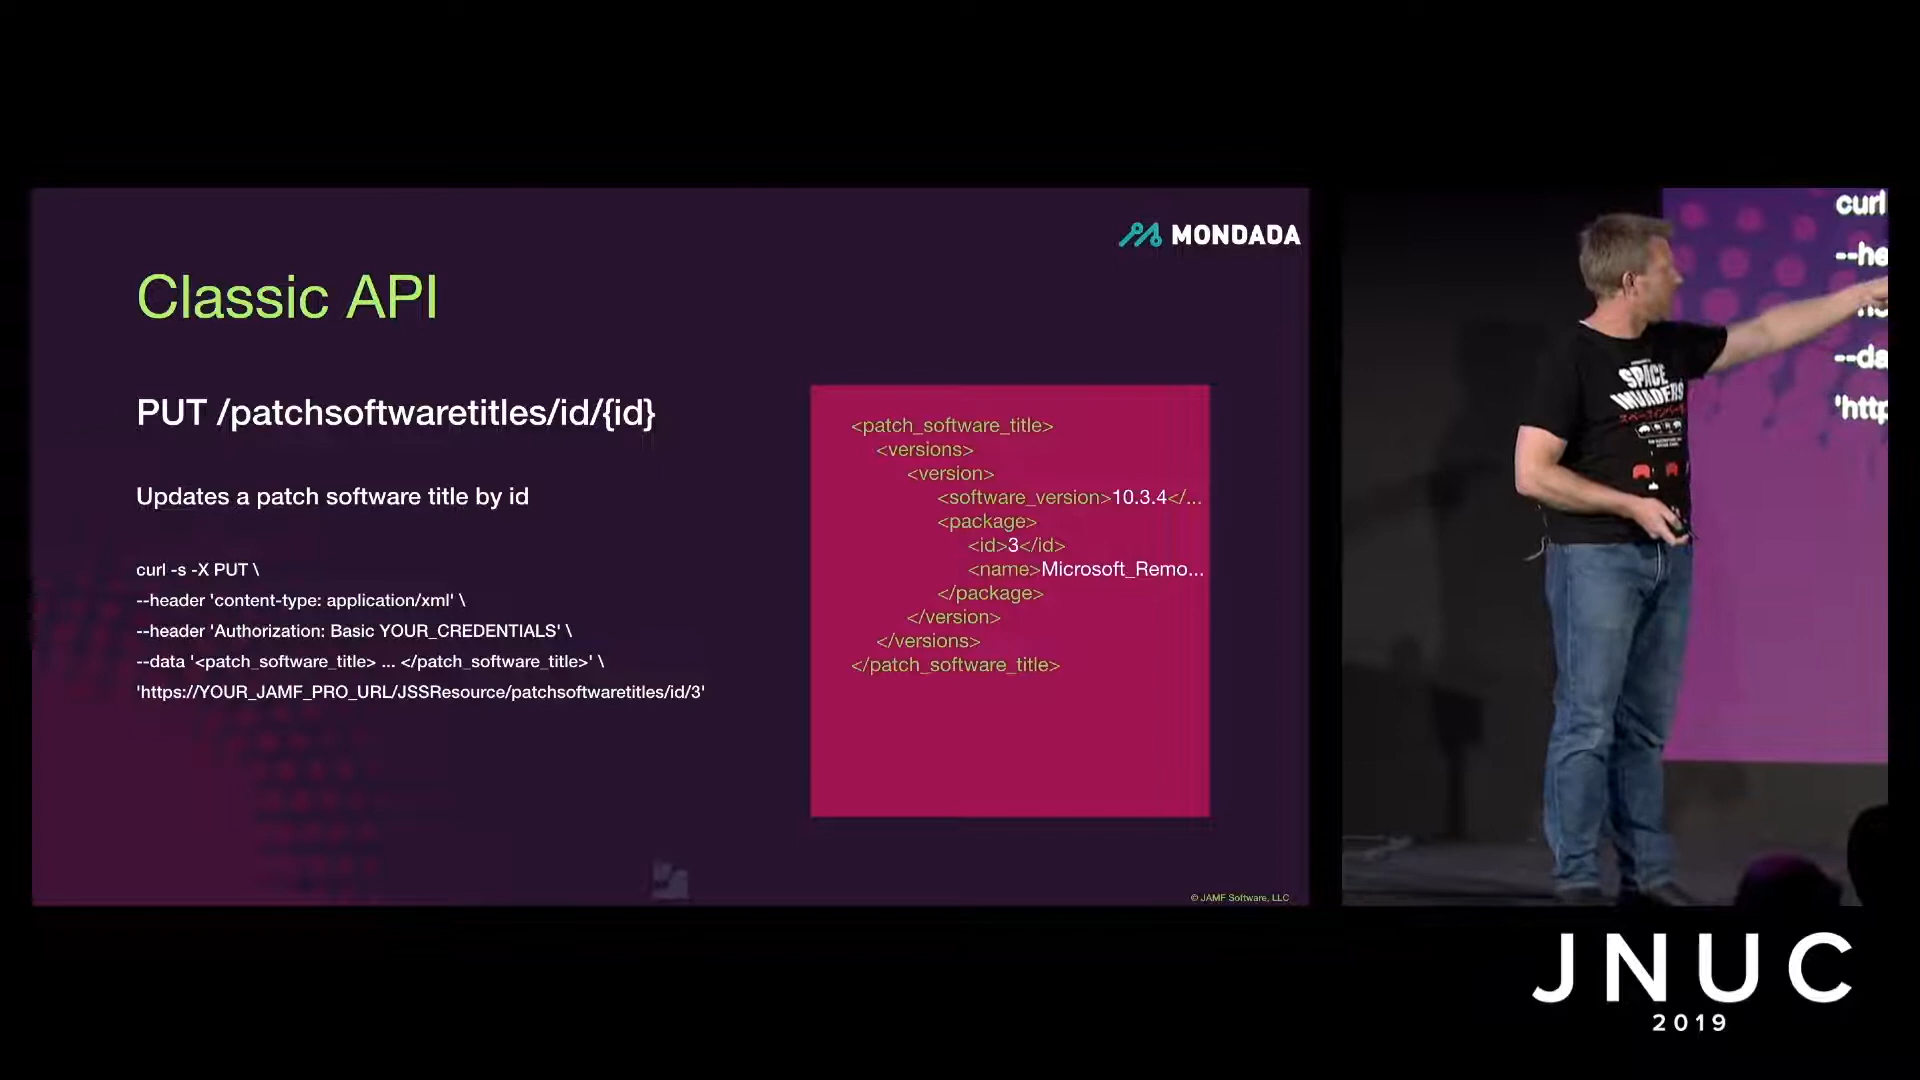 MONDADA
Classic API
PUT /patchsoftwaretitles/id/{id}
Updates a patch software title by id
curl -s -X PUT \
--header 'content-type: application/xml' \
--header 'Authorization: Basic YOUR_CREDENTIALS' \
--data '<patch_software_title> ... </patch_software_title>' \
'https://YOUR_JAMF_PRO_URL/JSSResource/patchsoftwaretitles/id/3'
<patch_software_title>
<versions>
<version>
<software_version>10.3.4</...
<package>
<id>3</id>
<name>Microsoft_Remo...
</package>
</version>
</versions>
</patch_software_title>
© JAMF Software, LLC
curl
--he
--da
'http
SPACE
INVADERS
JNUC
2019